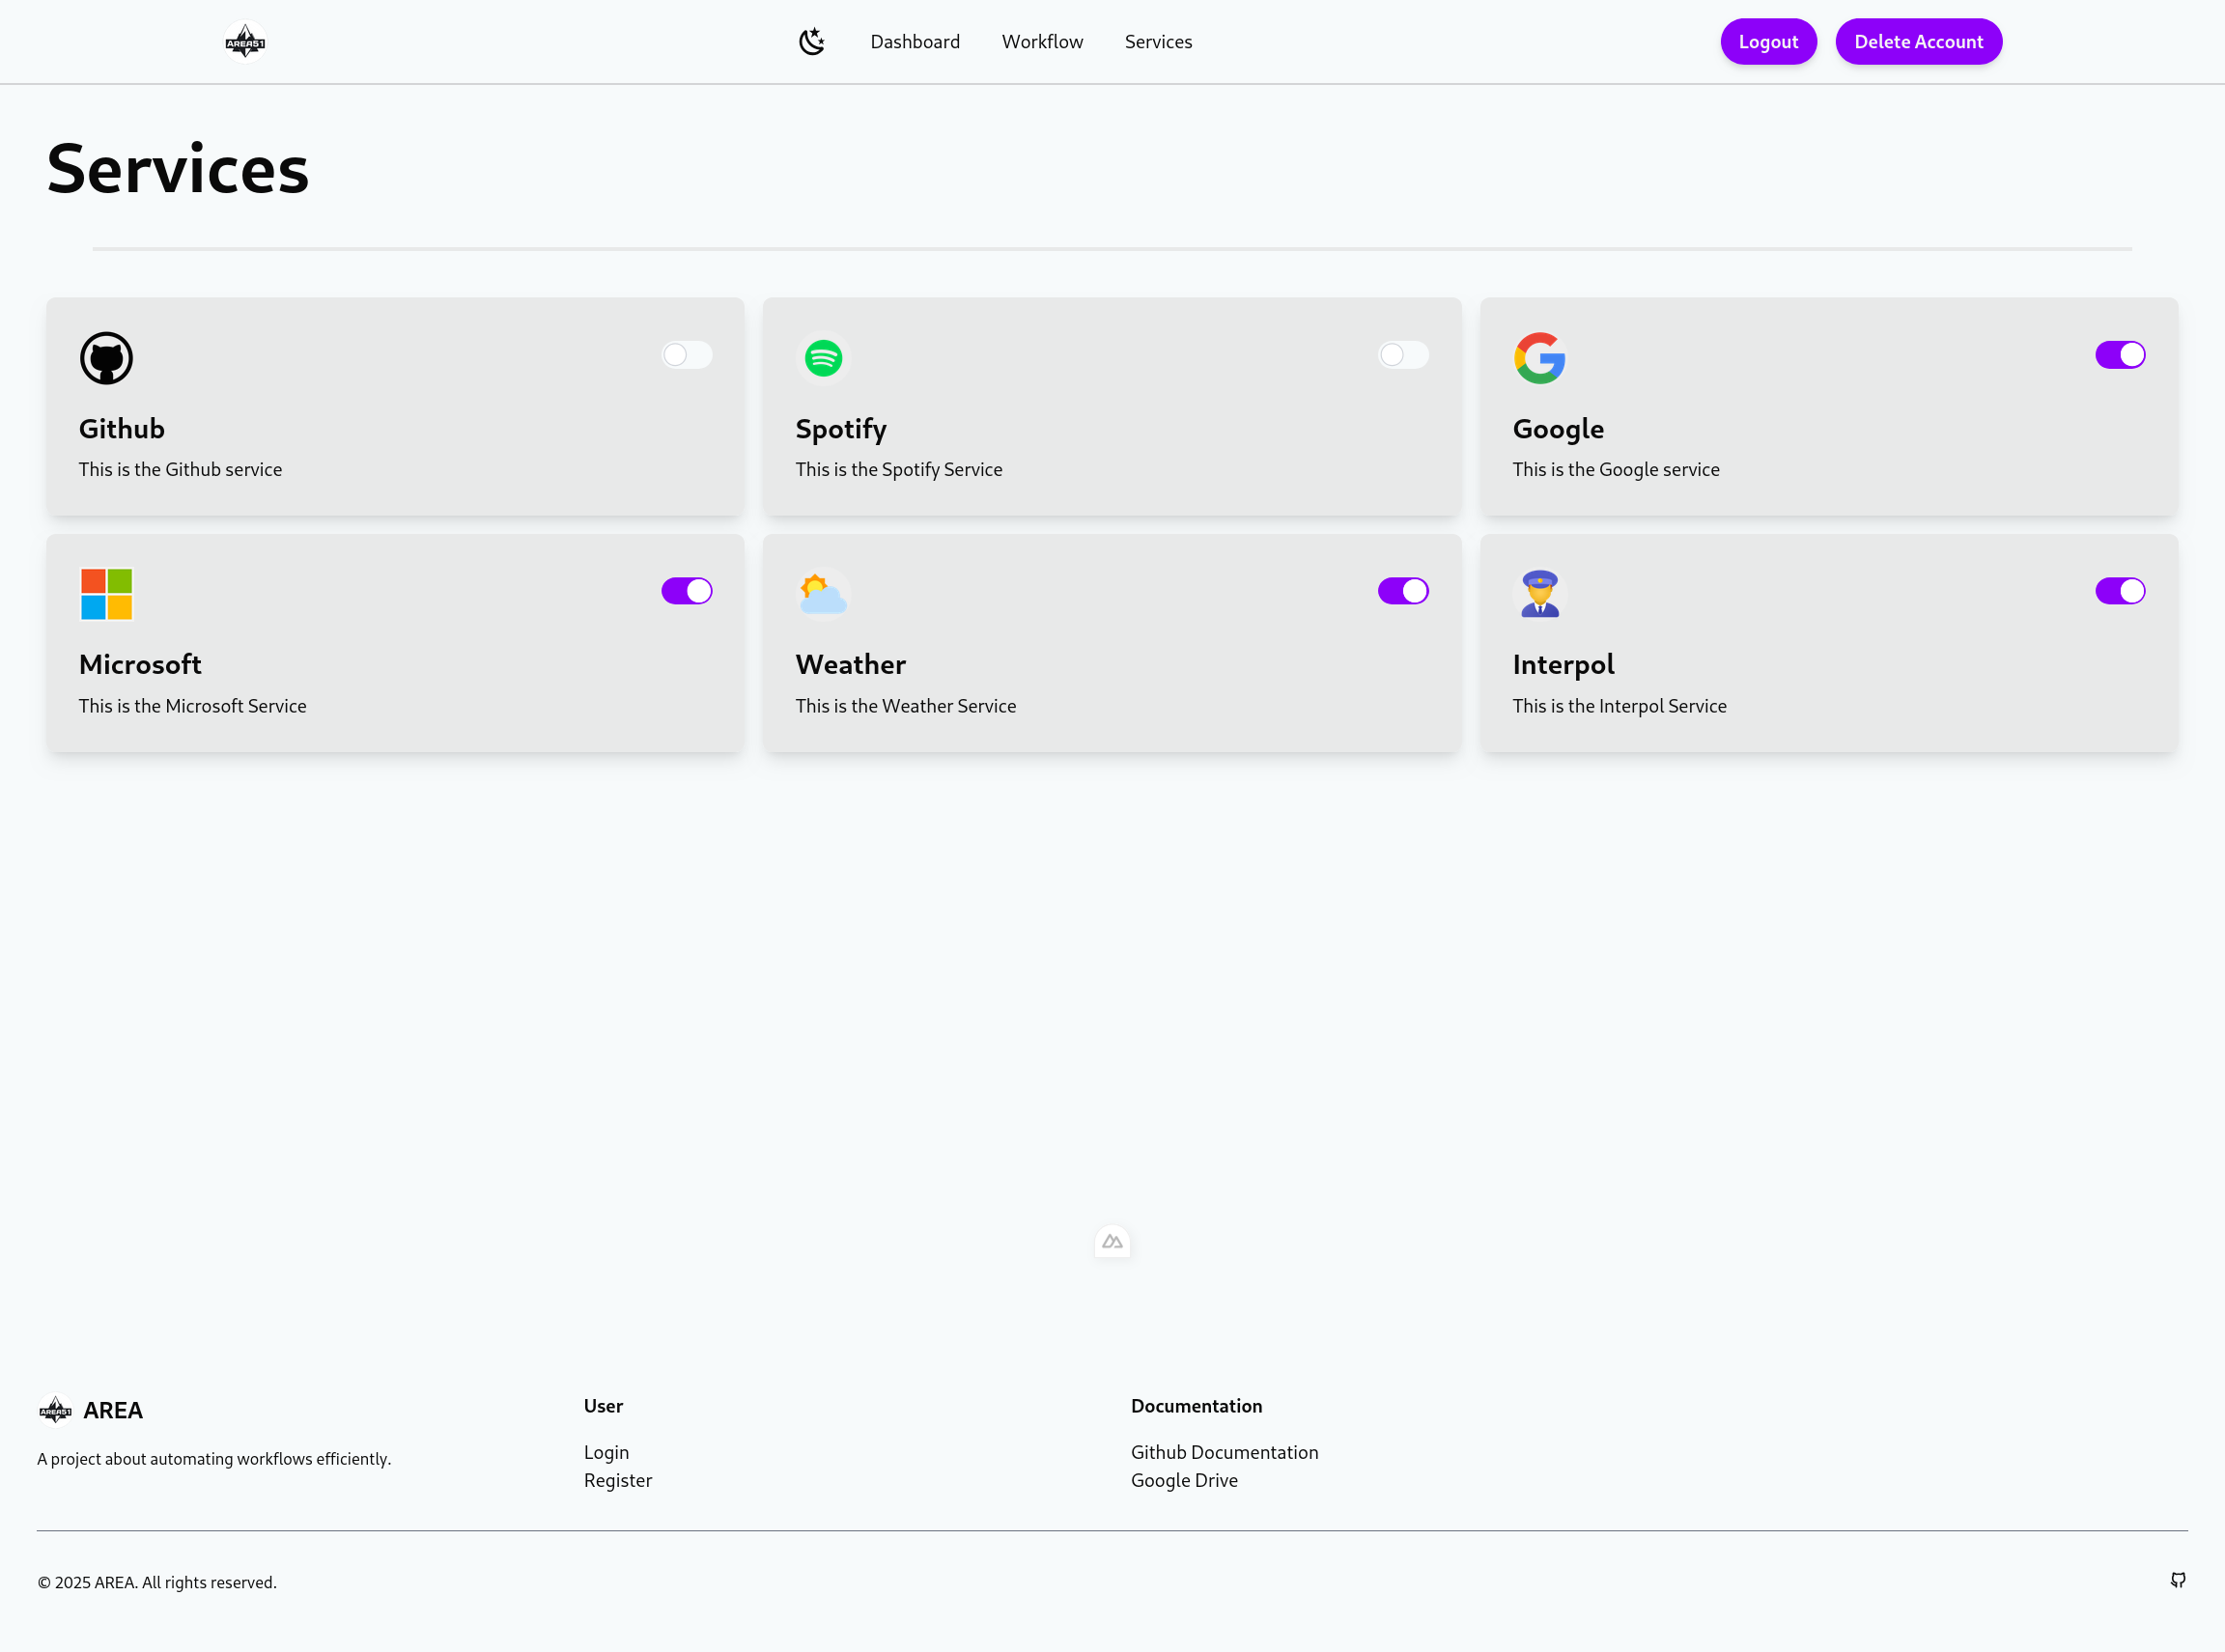 AREA51
Dashboard
Workflow
Services
Logout
Delete Account
Services
Github
This is the Github service
Spotify
This is the Spotify Service
Google
This is the Google service
Microsoft
This is the Microsoft Service
Weather
This is the Weather Service
Interpol
This is the Interpol Service
AREA51
AREA
A project about automating workflows efficiently.
User
Login
Register
Documentation
Github Documentation
Google Drive
© 2025 AREA. All rights reserved.